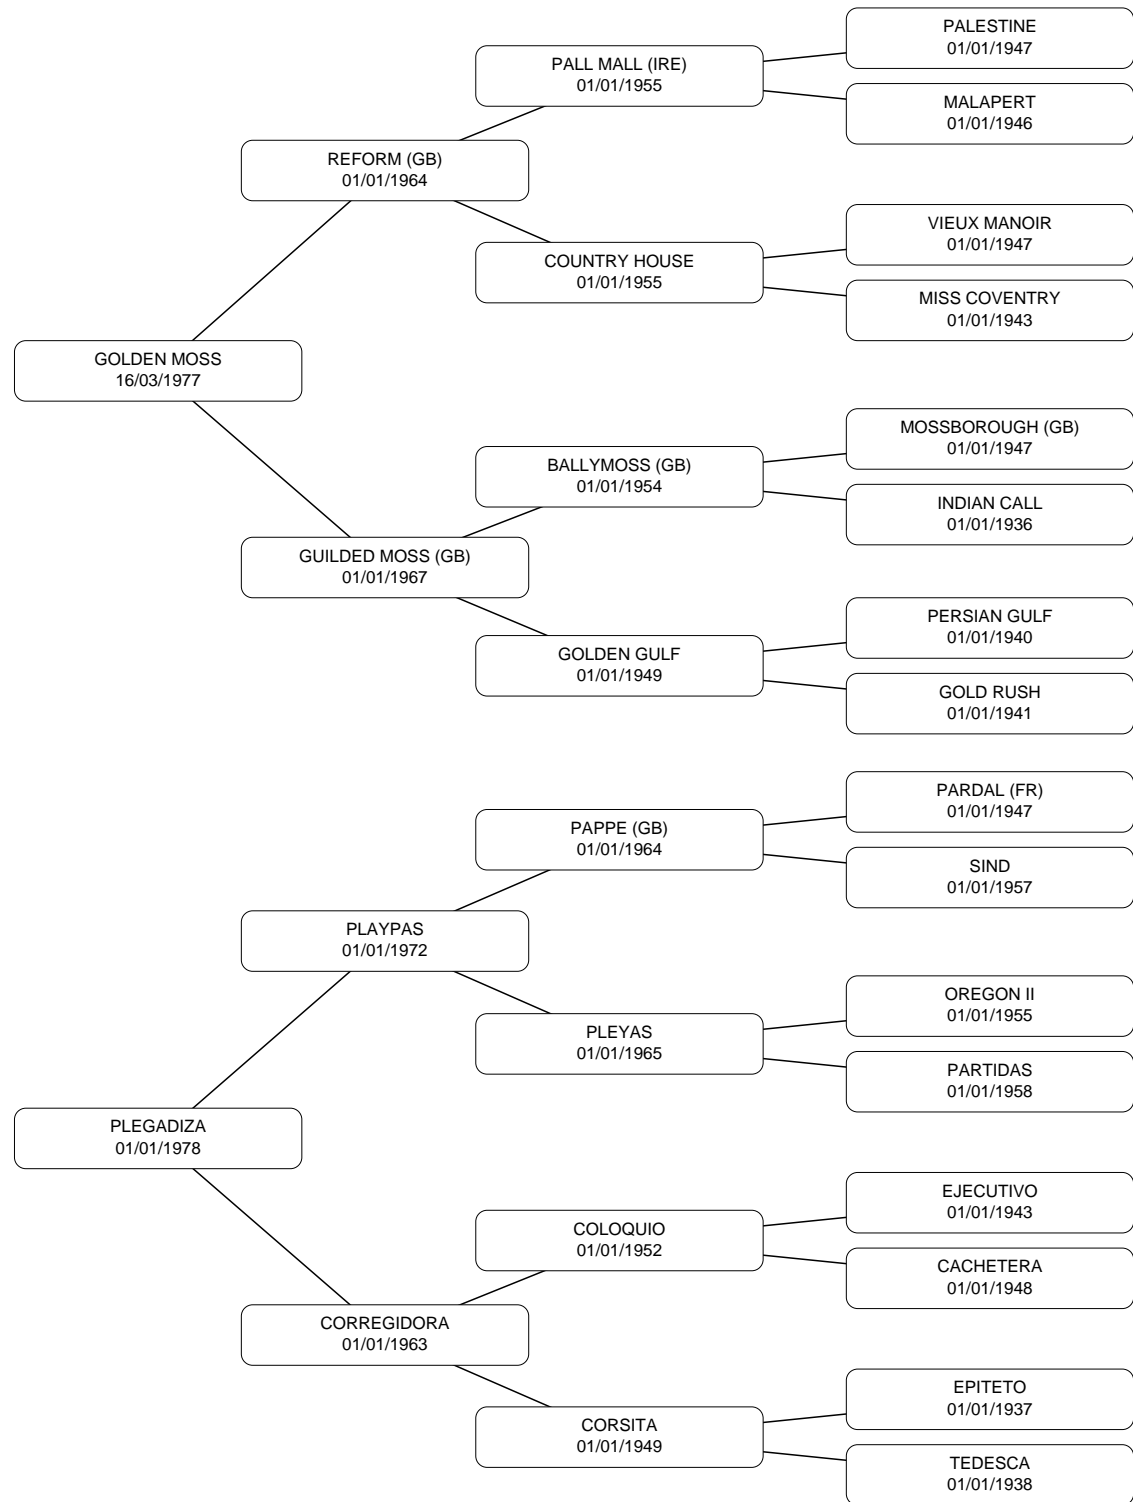 PALESTINE
01/01/1947
PALL MALL (IRE)
01/01/1955
MALAPERT
01/01/1946
REFORM (GB)
01/01/1964
VIEUX MANOIR
01/01/1947
COUNTRY HOUSE
01/01/1955
MISS COVENTRY
01/01/1943
GOLDEN MOSS
16/03/1977
MOSSBOROUGH (GB)
01/01/1947
BALLYMOSS (GB)
01/01/1954
INDIAN CALL
01/01/1936
GUILDED MOSS (GB)
01/01/1967
PERSIAN GULF
01/01/1940
GOLDEN GULF
01/01/1949
GOLD RUSH
01/01/1941
PARDAL (FR)
01/01/1947
PAPPE (GB)
01/01/1964
SIND
01/01/1957
PLAYPAS
01/01/1972
OREGON II
01/01/1955
PLEYAS
01/01/1965
PARTIDAS
01/01/1958
PLEGADIZA
01/01/1978
EJECUTIVO
01/01/1943
COLOQUIO
01/01/1952
CACHETERA
01/01/1948
CORREGIDORA
01/01/1963
EPITETO
01/01/1937
CORSITA
01/01/1949
TEDESCA
01/01/1938